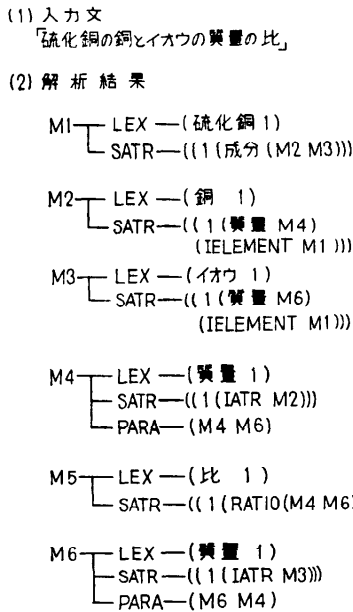 (1) 入力文
「硫化銅の銅とイオウの質量の比」
(2) 解析結果
M1 LEX (硫化銅 1)
SATR ((1(成分(M2 M3)))
M2 LEX (銅 1)
SATR ((1(質量 M4)
(IELEMENT M1)))
M3 LEX (イオウ 1)
SATR ((1(質量 M6)
(IELEMENT M1)))
M4 LEX (質量 1)
SATR ((1(IATR M2)))
PARA (M4 M6)
M5 LEX (比 1)
SATR ((1(RATIO(M4 M6)
M6 LEX (質量 1)
SATR ((1(IATR M3)))
PARA (M6 M4)